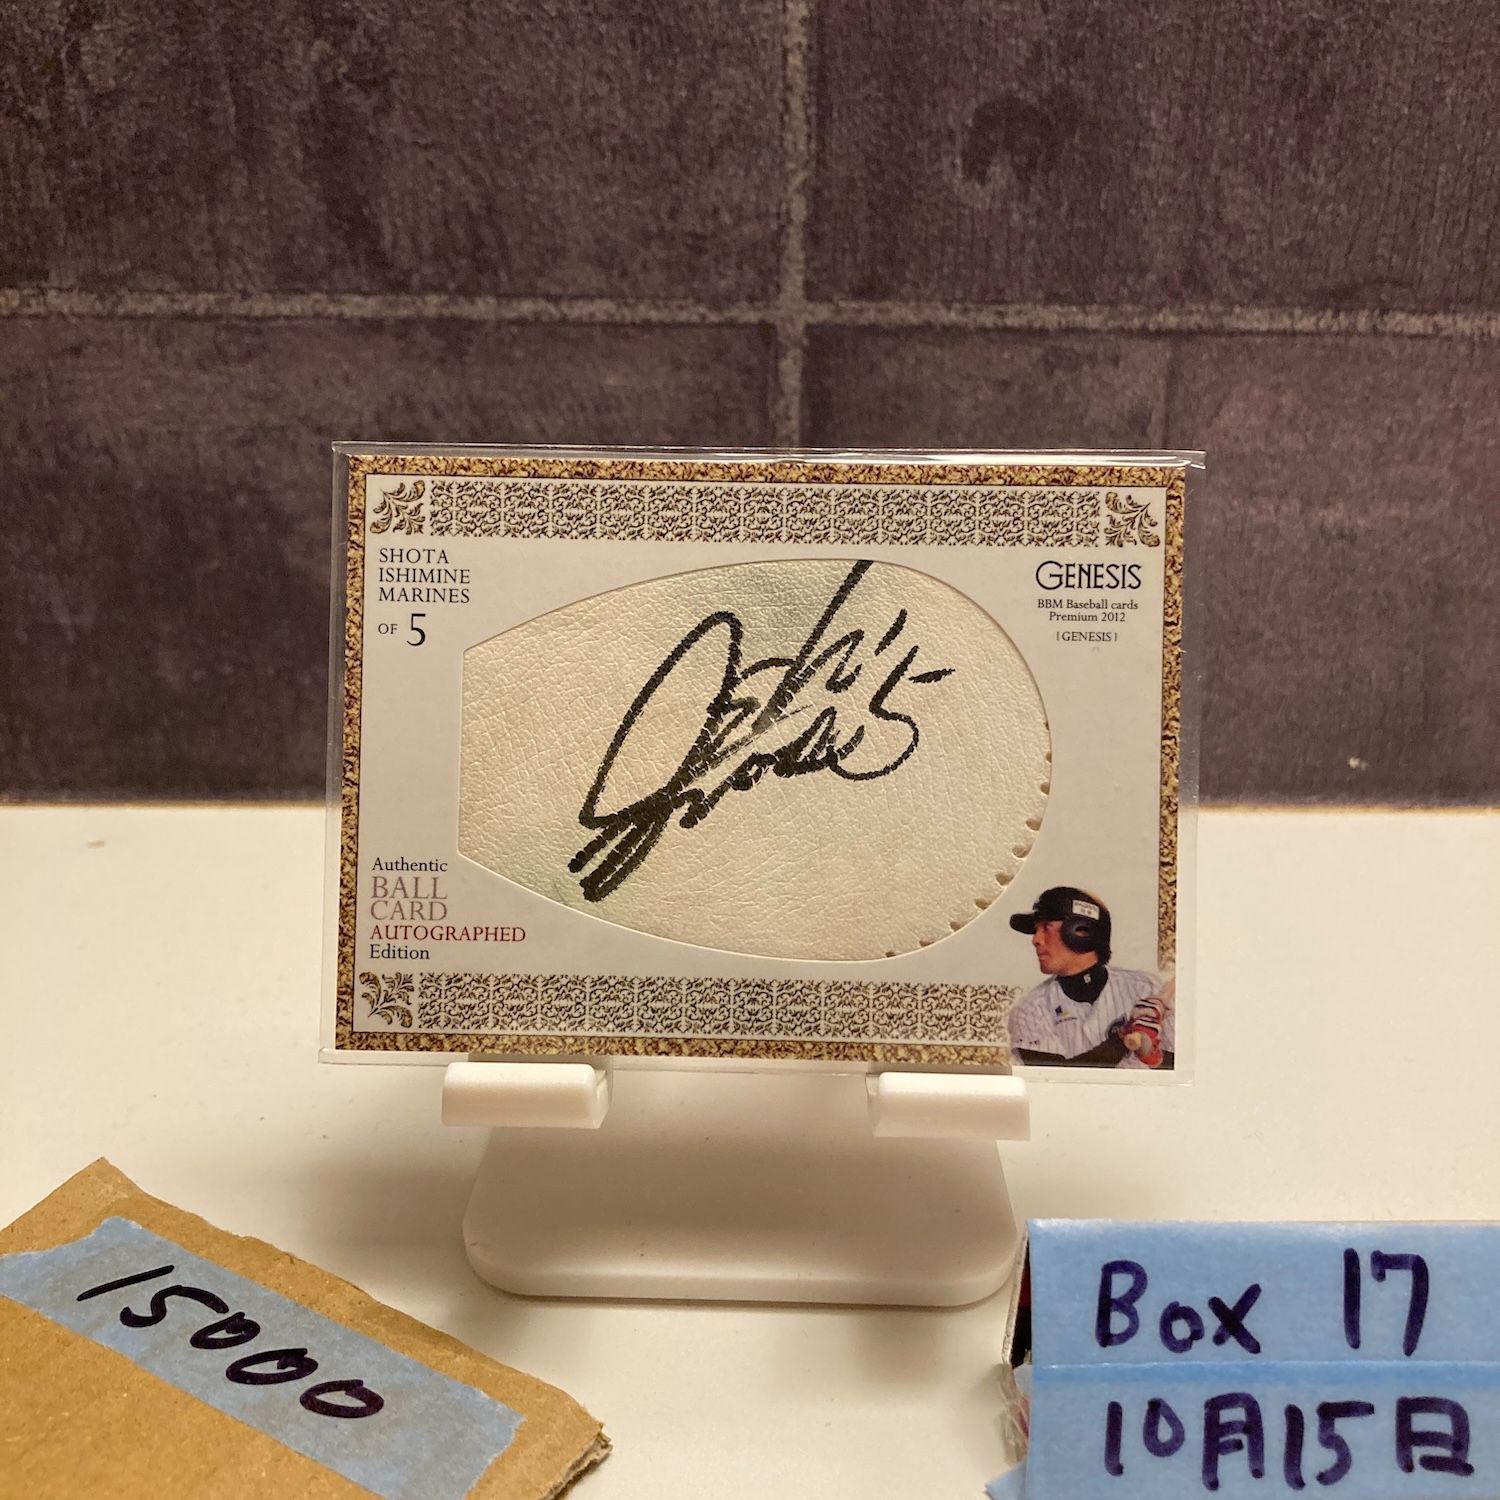 SHOTA
ISHIMINE
MARINES
OF 5
GENESIS
BBM Baseball cards
Premium 2012
[GENESIS]
Authentic
BALL
CARD
AUTOGRAPHED
Edition
5
15000
Box 17
10月15日